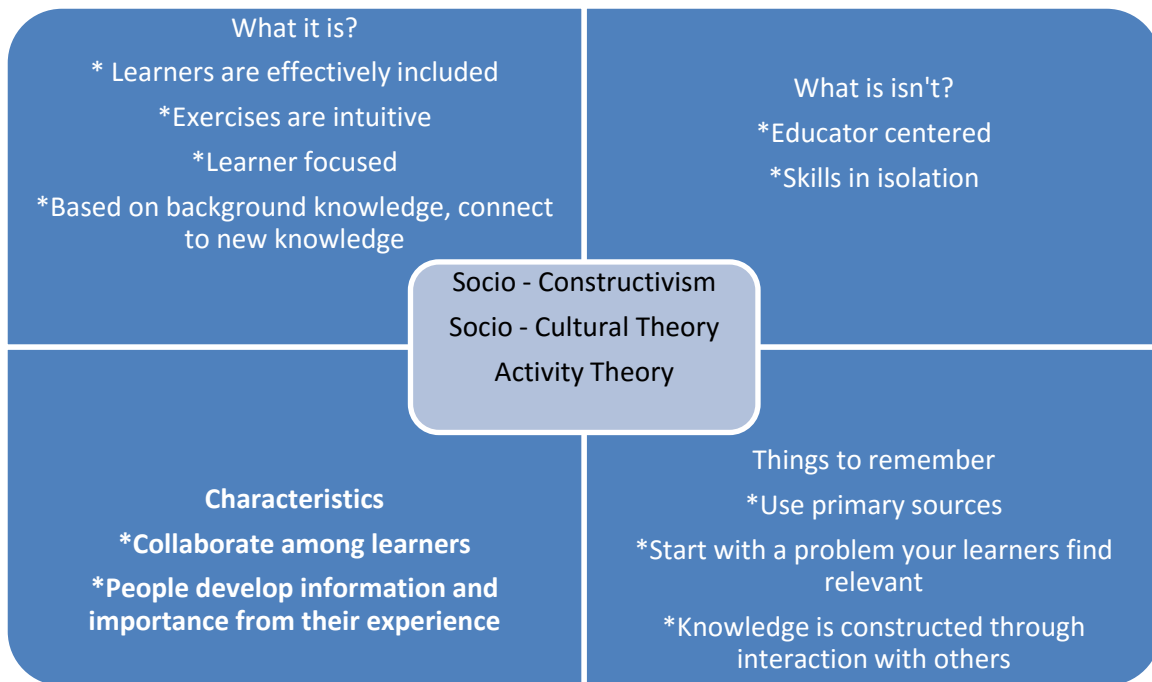 What it is?
* Learners are effectively included
*Exercises are intuitive
*Learner focused
*Based on background knowledge, connect
to new knowledge
What is isn't?
*Educator centered
*Skills in isolation
Socio - Constructivism
Socio - Cultural Theory
Activity Theory
Characteristics
*Collaborate among learners
*People develop information and
importance from their experience
Things to remember
*Use primary sources
*Start with a problem your learners find
relevant
*Knowledge is constructed through
interaction with others